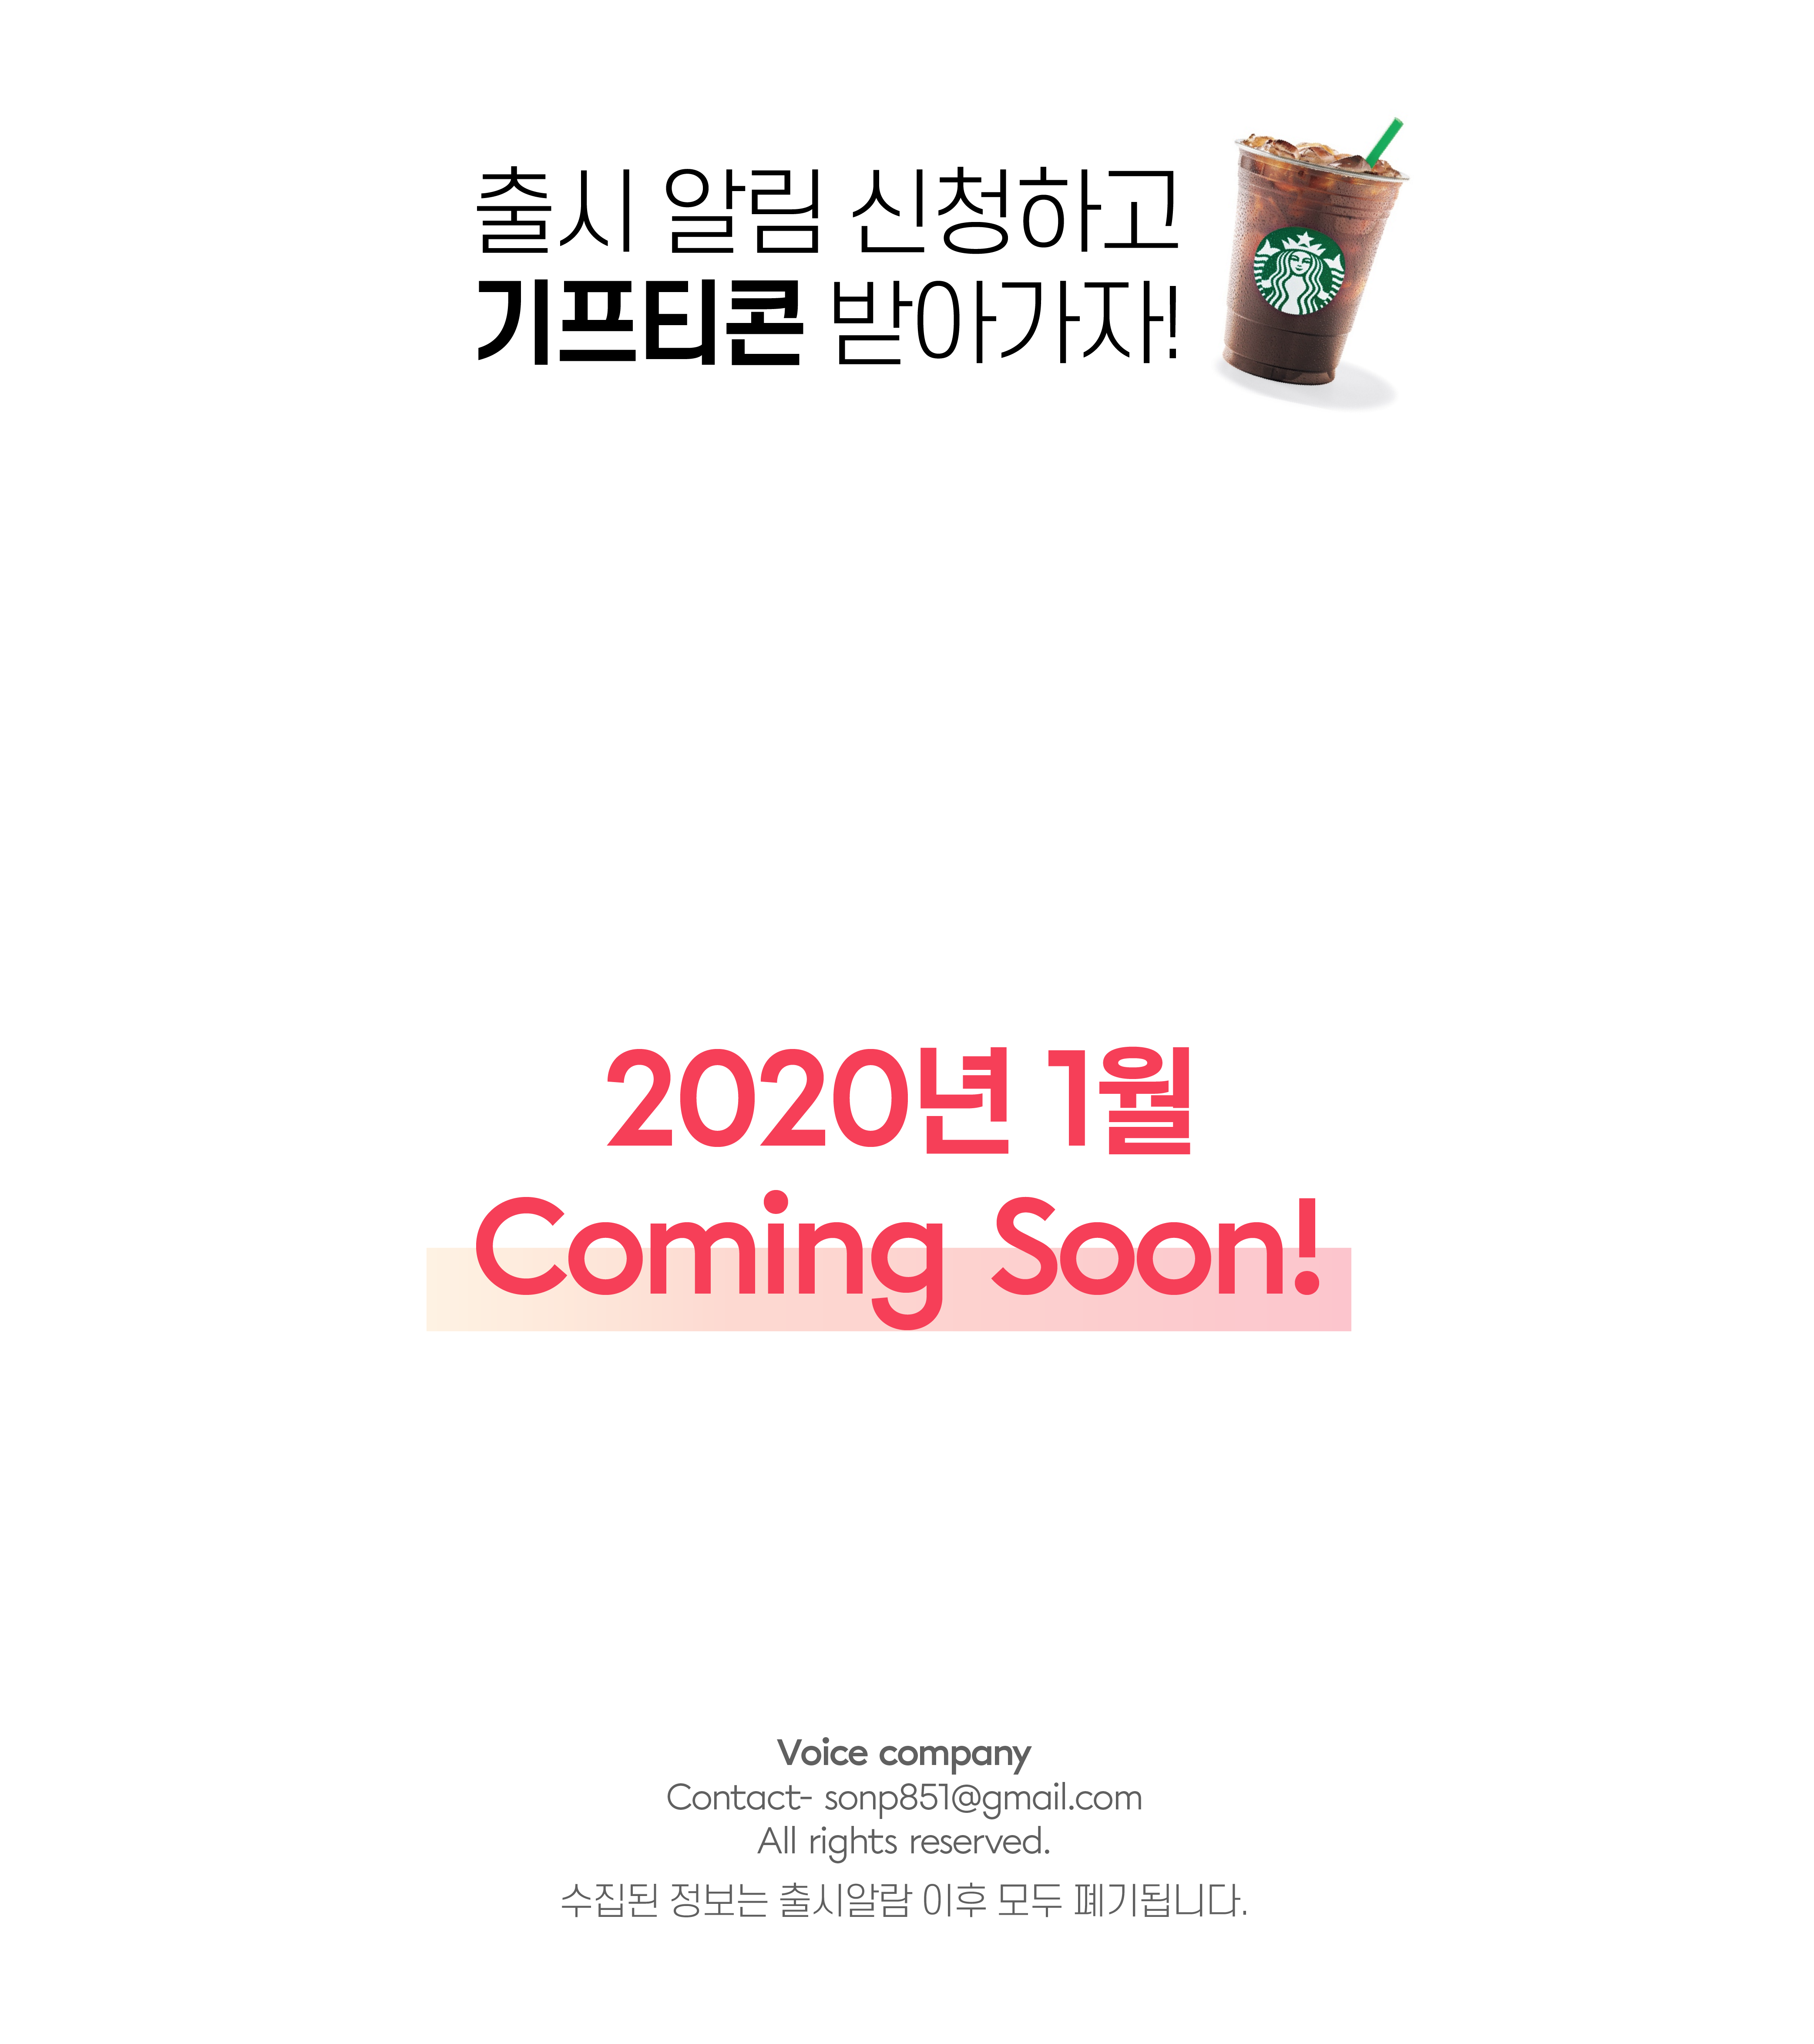 출시 알림 신청하고
기프티콘 받아가자!
2020년 1월
Coming Soon!
Voice company
Contact- sonp851@gmail.com
All rights reserved.
수집된 정보는 출시알람 이후 모두 폐기됩니다.